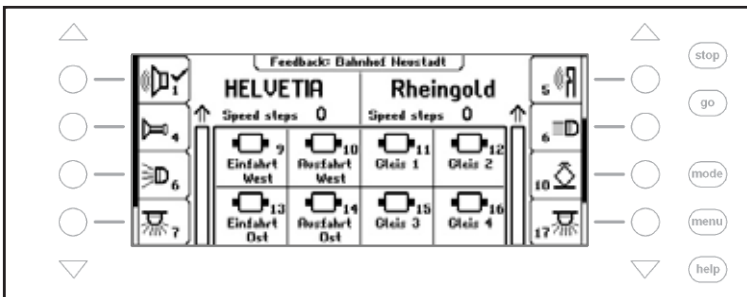 Feedback: Bahnhof Neustadt
HELVETIA
Rheingold
Speed steps 0
Speed steps 0
1
4
6
7
9
Einfahrt
West
10
Ausfahrt
West
11
Gleis 1
12
Gleis 2
13
Einfahrt
Ost
14
Ausfahrt
Ost
15
Gleis 3
16
Gleis 4
5
6
10
17
stop
go
mode
menu
help